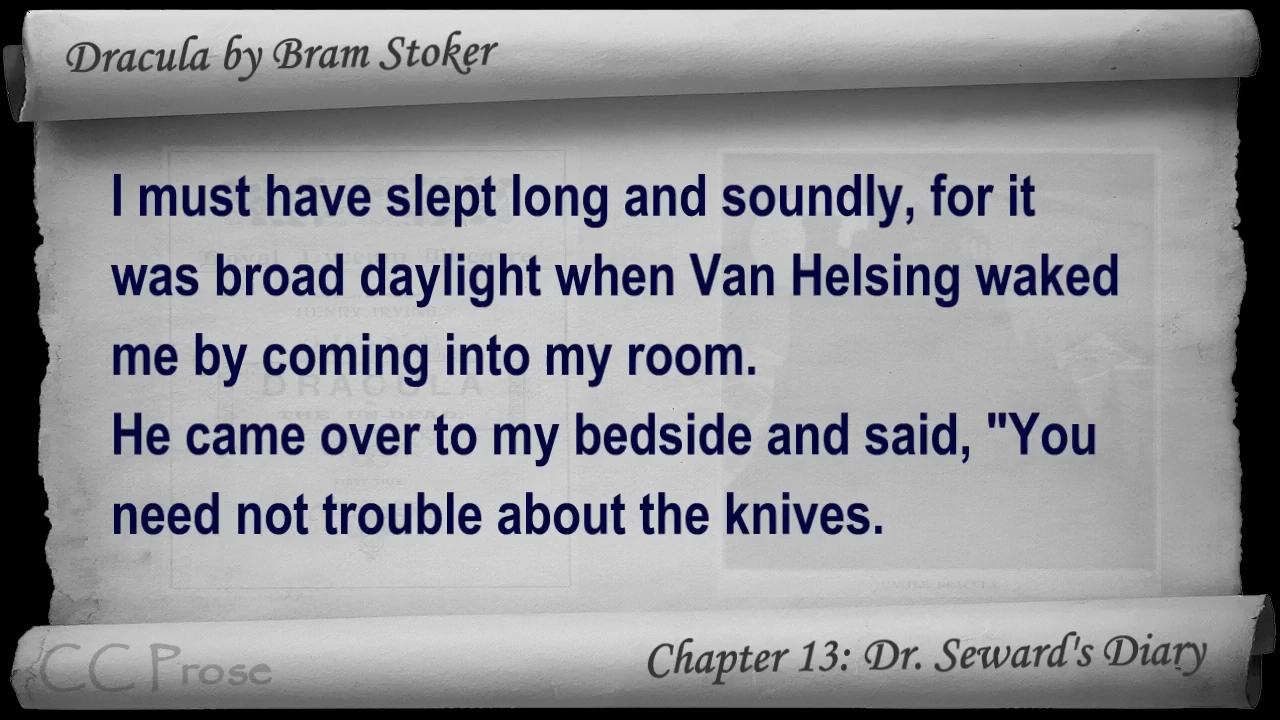 Dracula by Bram Stoker
I must have slept long and soundly, for it
was broad daylight when Van Helsing waked
me by coming into my room.
He came over to my bedside and said, "You
need not trouble about the knives.
DRACULA
CC Prose
Chapter 13: Dr. Seward's Diary